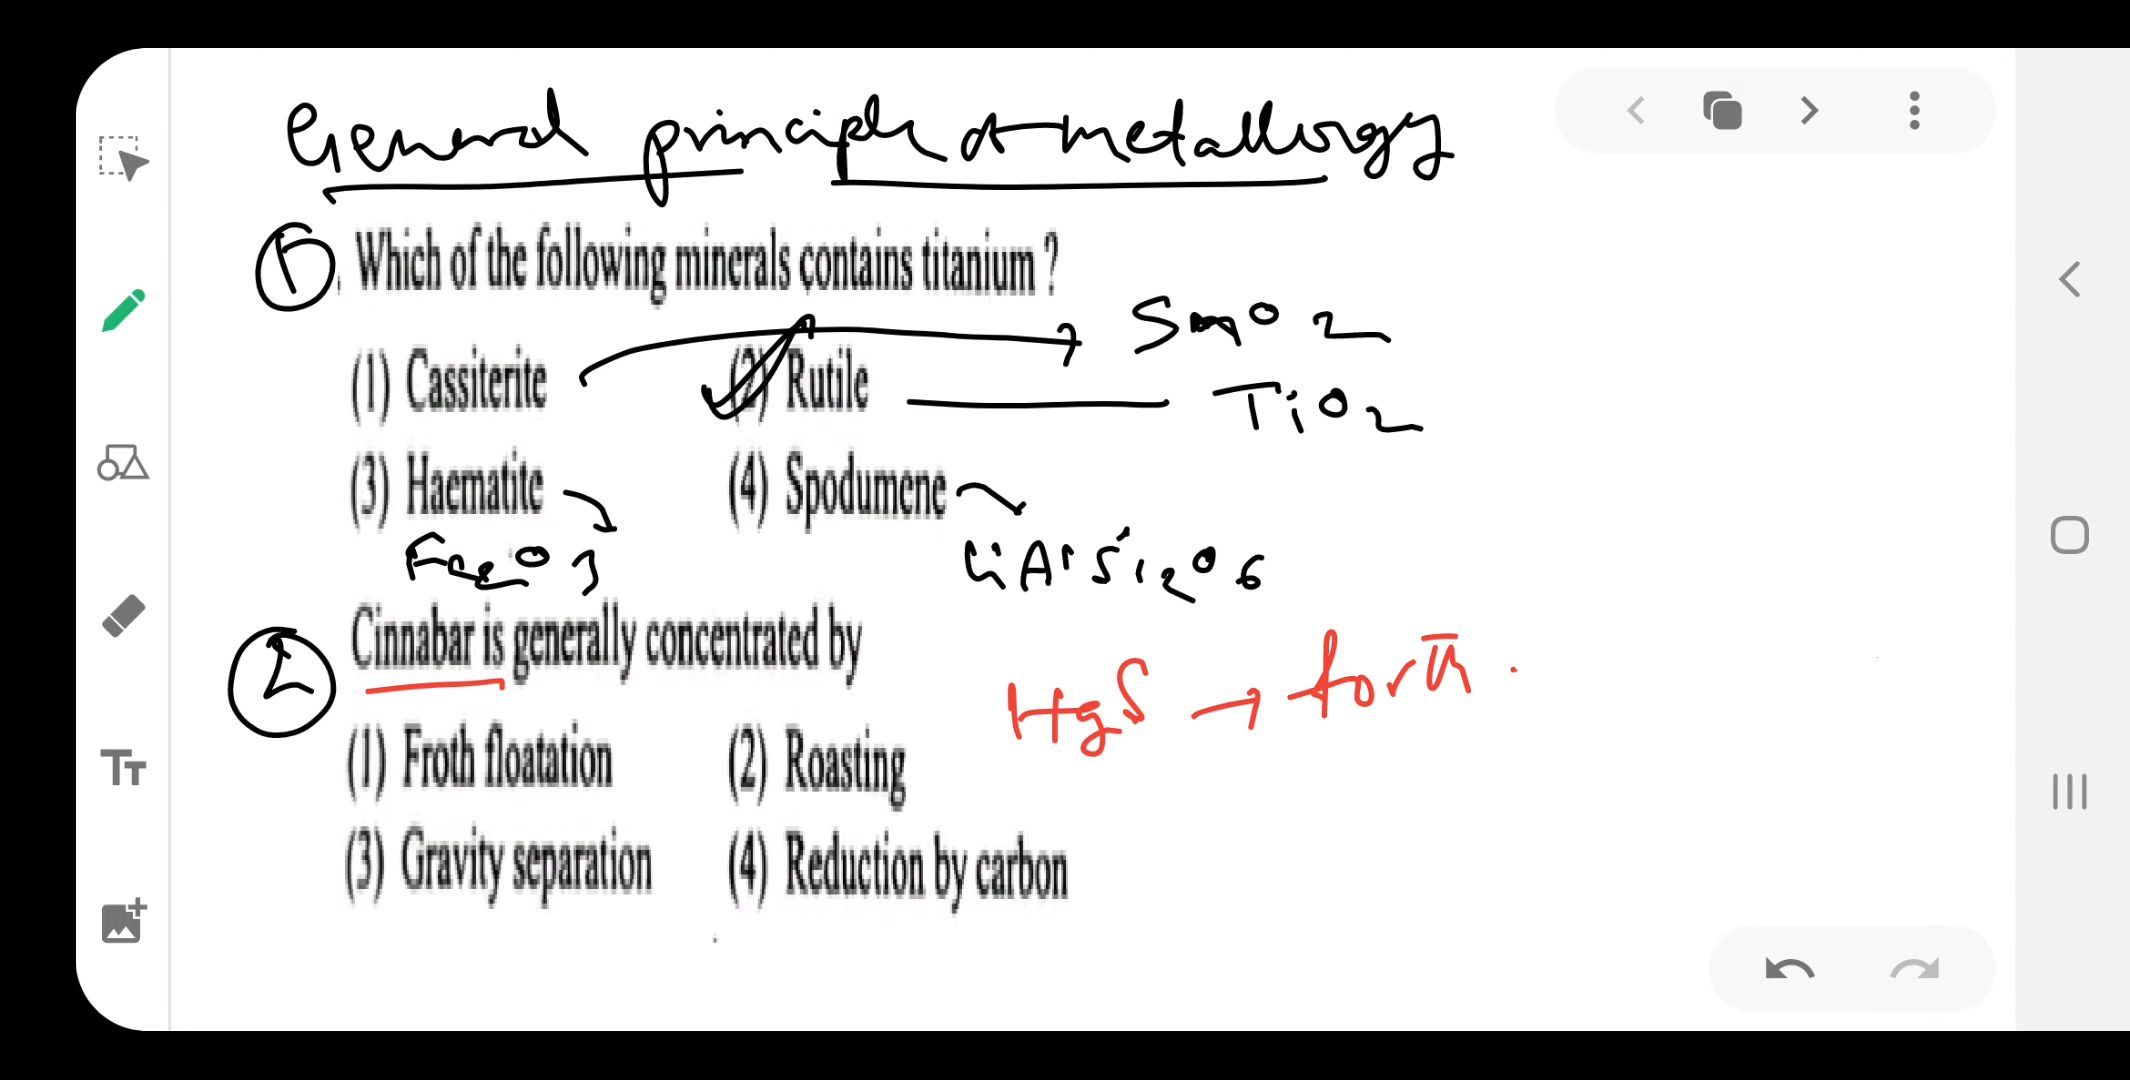 General principle of metallurgy
1. Which of the following minerals contains titanium ?
SnO2
(1) Cassiterite (2) Rutile
TiO2
(3) Haematite (4) Spodumene
Fe2O3 LiAlSi2O6
2 Cinnabar is generally concentrated by
HgS → forth
(1) Froth floatation (2) Roasting
(3) Gravity separation (4) Reduction by carbon
TT